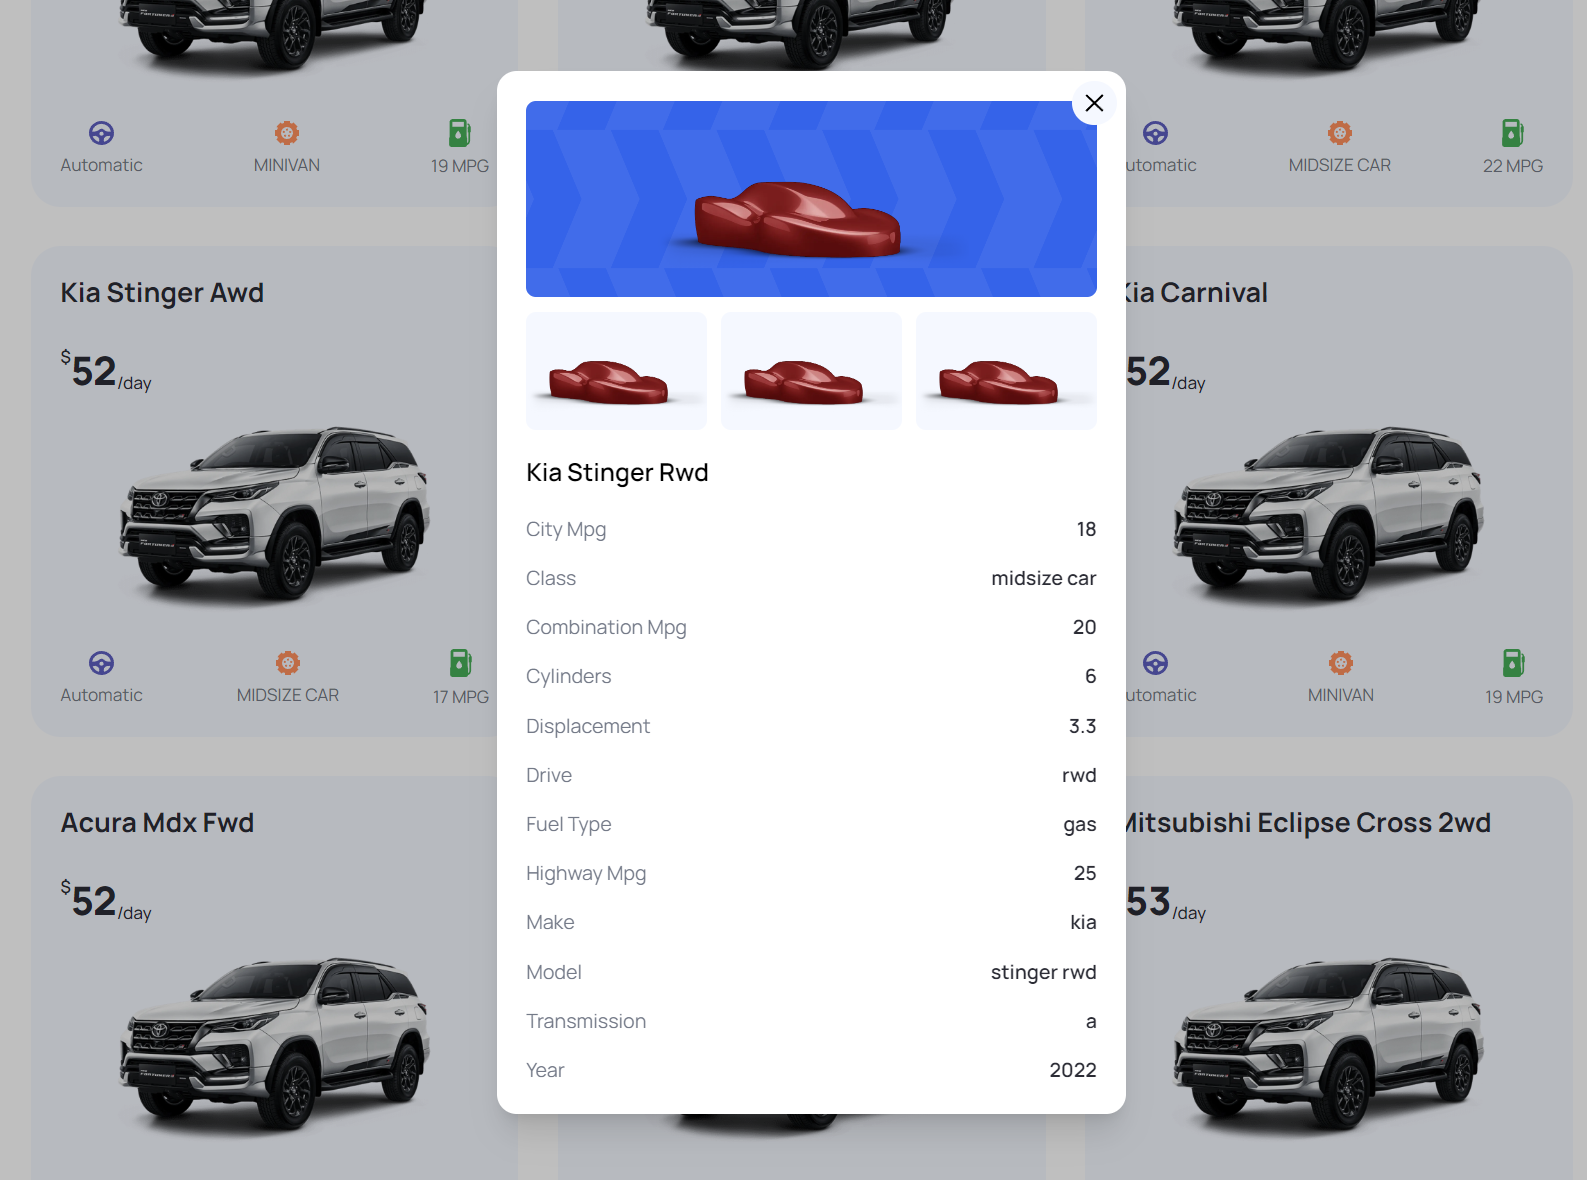 Automatic
MINIVAN
19 MPG
utomatic
MIDSIZE CAR
22 MPG
Kia Stinger Awd
$52/day
Automatic
MIDSIZE CAR
17 MPG
Kia Stinger Rwd
City Mpg 18
Class midsize car
Combination Mpg 20
Cylinders 6
Displacement 3.3
Drive rwd
Fuel Type gas
Highway Mpg 25
Make kia
Model stinger rwd
Transmission a
Year 2022
Kia Carnival
52/day
utomatic
MINIVAN
19 MPG
Acura Mdx Fwd
$52/day
Mitsubishi Eclipse Cross 2wd
53/day